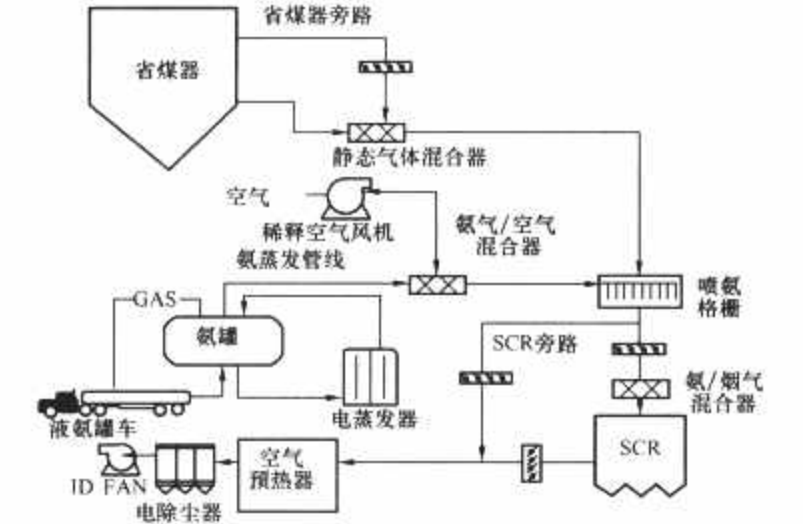 省煤器旁路
省煤器
静态气体混合器
空气
稀释空气风机
氨气/空气
混合器
氨蒸发管线
喷氨
格栅
GAS
氨罐
SCR旁路
氨/烟气
混合器
电蒸发器
液氨罐车
SCR
空气
预热器
ID FAN
电除尘器